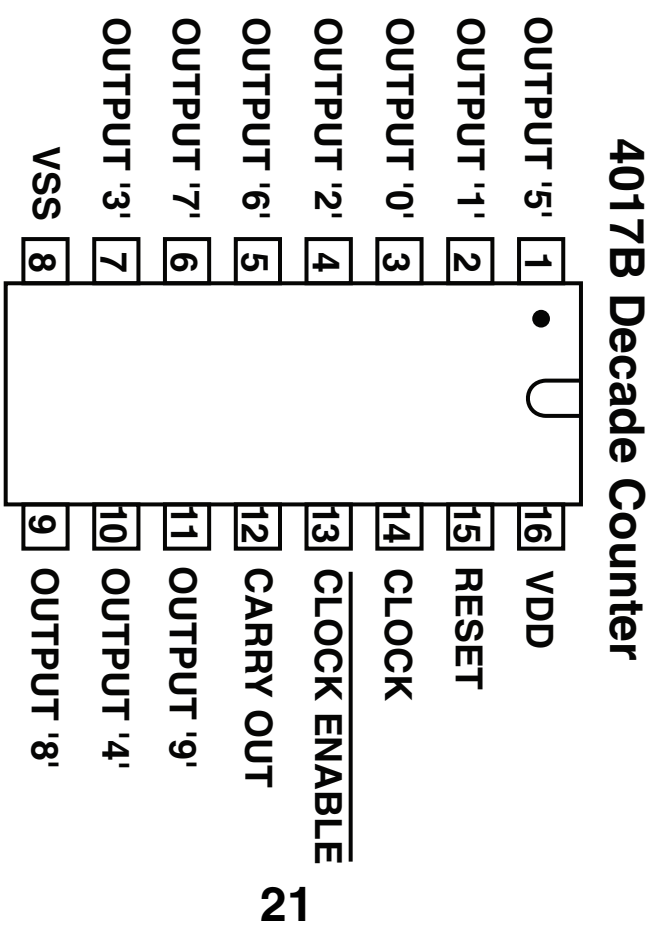 4017B Decade Counter
OUTPUT '5' 1 16 VDD
OUTPUT '1' 2 15 RESET
OUTPUT '0' 3 14 CLOCK
OUTPUT '2' 4 13 CLOCK ENABLE
OUTPUT '6' 5 12 CARRY OUT
OUTPUT '7' 6 11 OUTPUT '9'
OUTPUT '3' 7 10 OUTPUT '4'
VSS 8 9 OUTPUT '8'
21